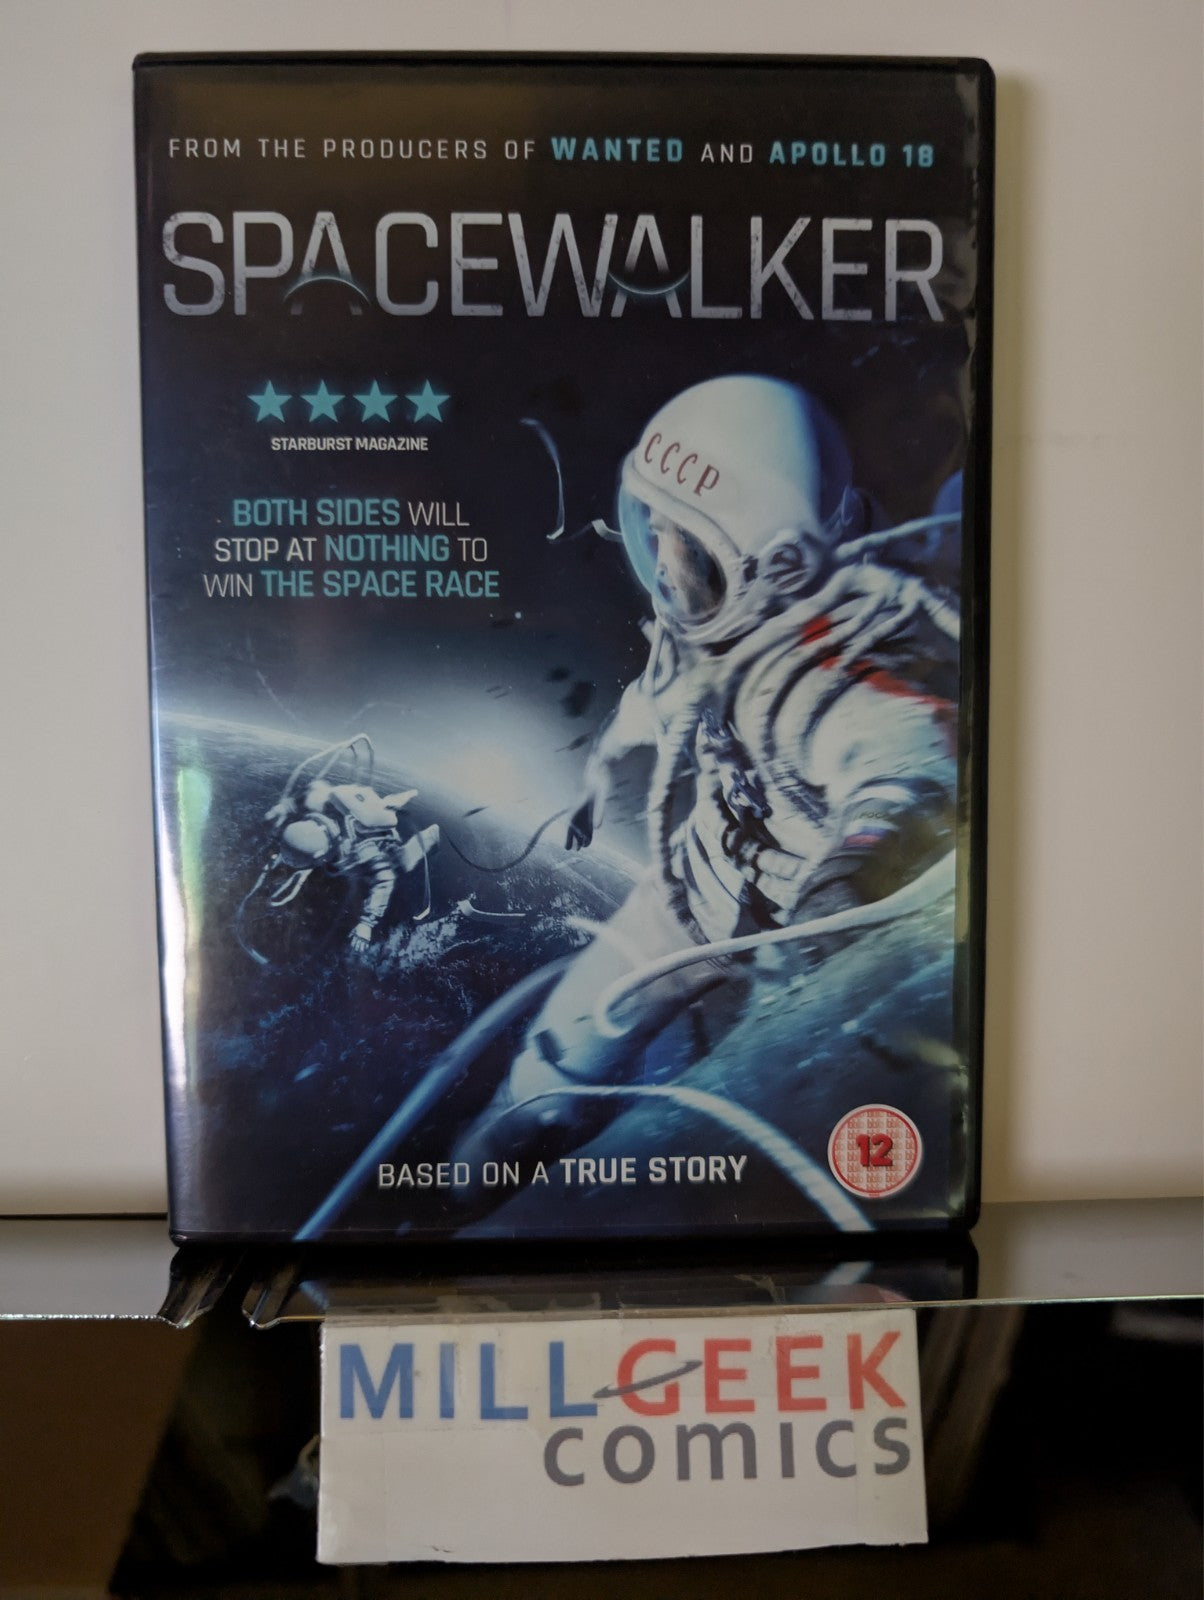 FROM THE PRODUCERS OF WANTED AND APOLLO 18
SPACEWALKER
STARBURST MAGAZINE
BOTH SIDES WILL
STOP AT NOTHING TO
WIN THE SPACE RACE
СССР
BASED ON A TRUE STORY
12
MILLGEEK
comics